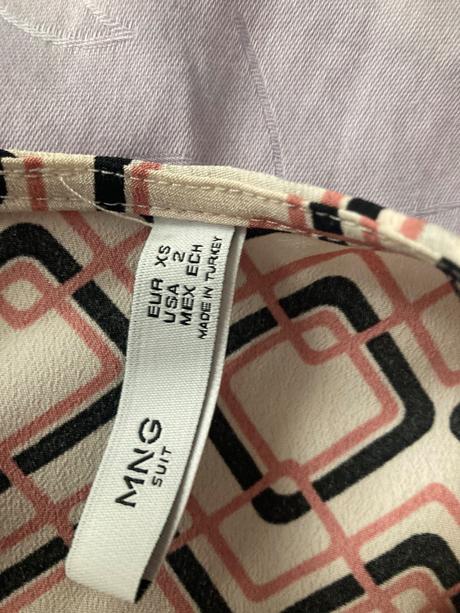 EUR XS
USA 2
MEX ECH
MADE IN TURKEY
MNG
SUIT